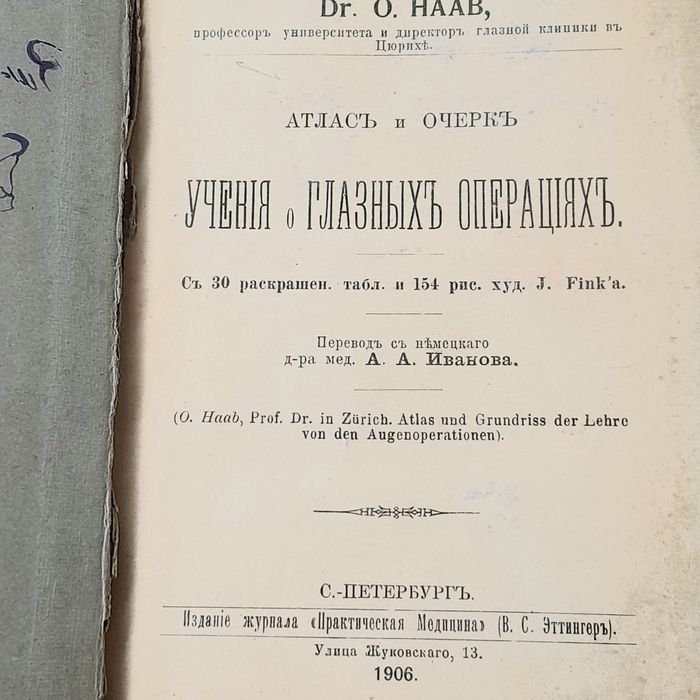 Dr. O. HAAB,
профессоръ университета и директоръ глазной клиники въ
Цюрихѣ.
АТЛАСЪ и ОЧЕРКЪ
УЧЕНІЯ о ГЛАЗНЫХЪ ОПЕРАЦІЯХЪ.
Съ 30 раскрашен. табл. и 154 рис. худ. J. Fink'a.
Переводъ съ нѣмецкаго
д-ра мед. А. А. Иванова.
(O. Haab, Prof. Dr. in Zürich. Atlas und Grundriss der Lehre
von den Augenoperationen).
С.-ПЕТЕРБУРГЪ.
Изданіе журнала «Практическая Медицина» (В. С. Эттингеръ).
Улица Жуковскаго, 13.
1906.